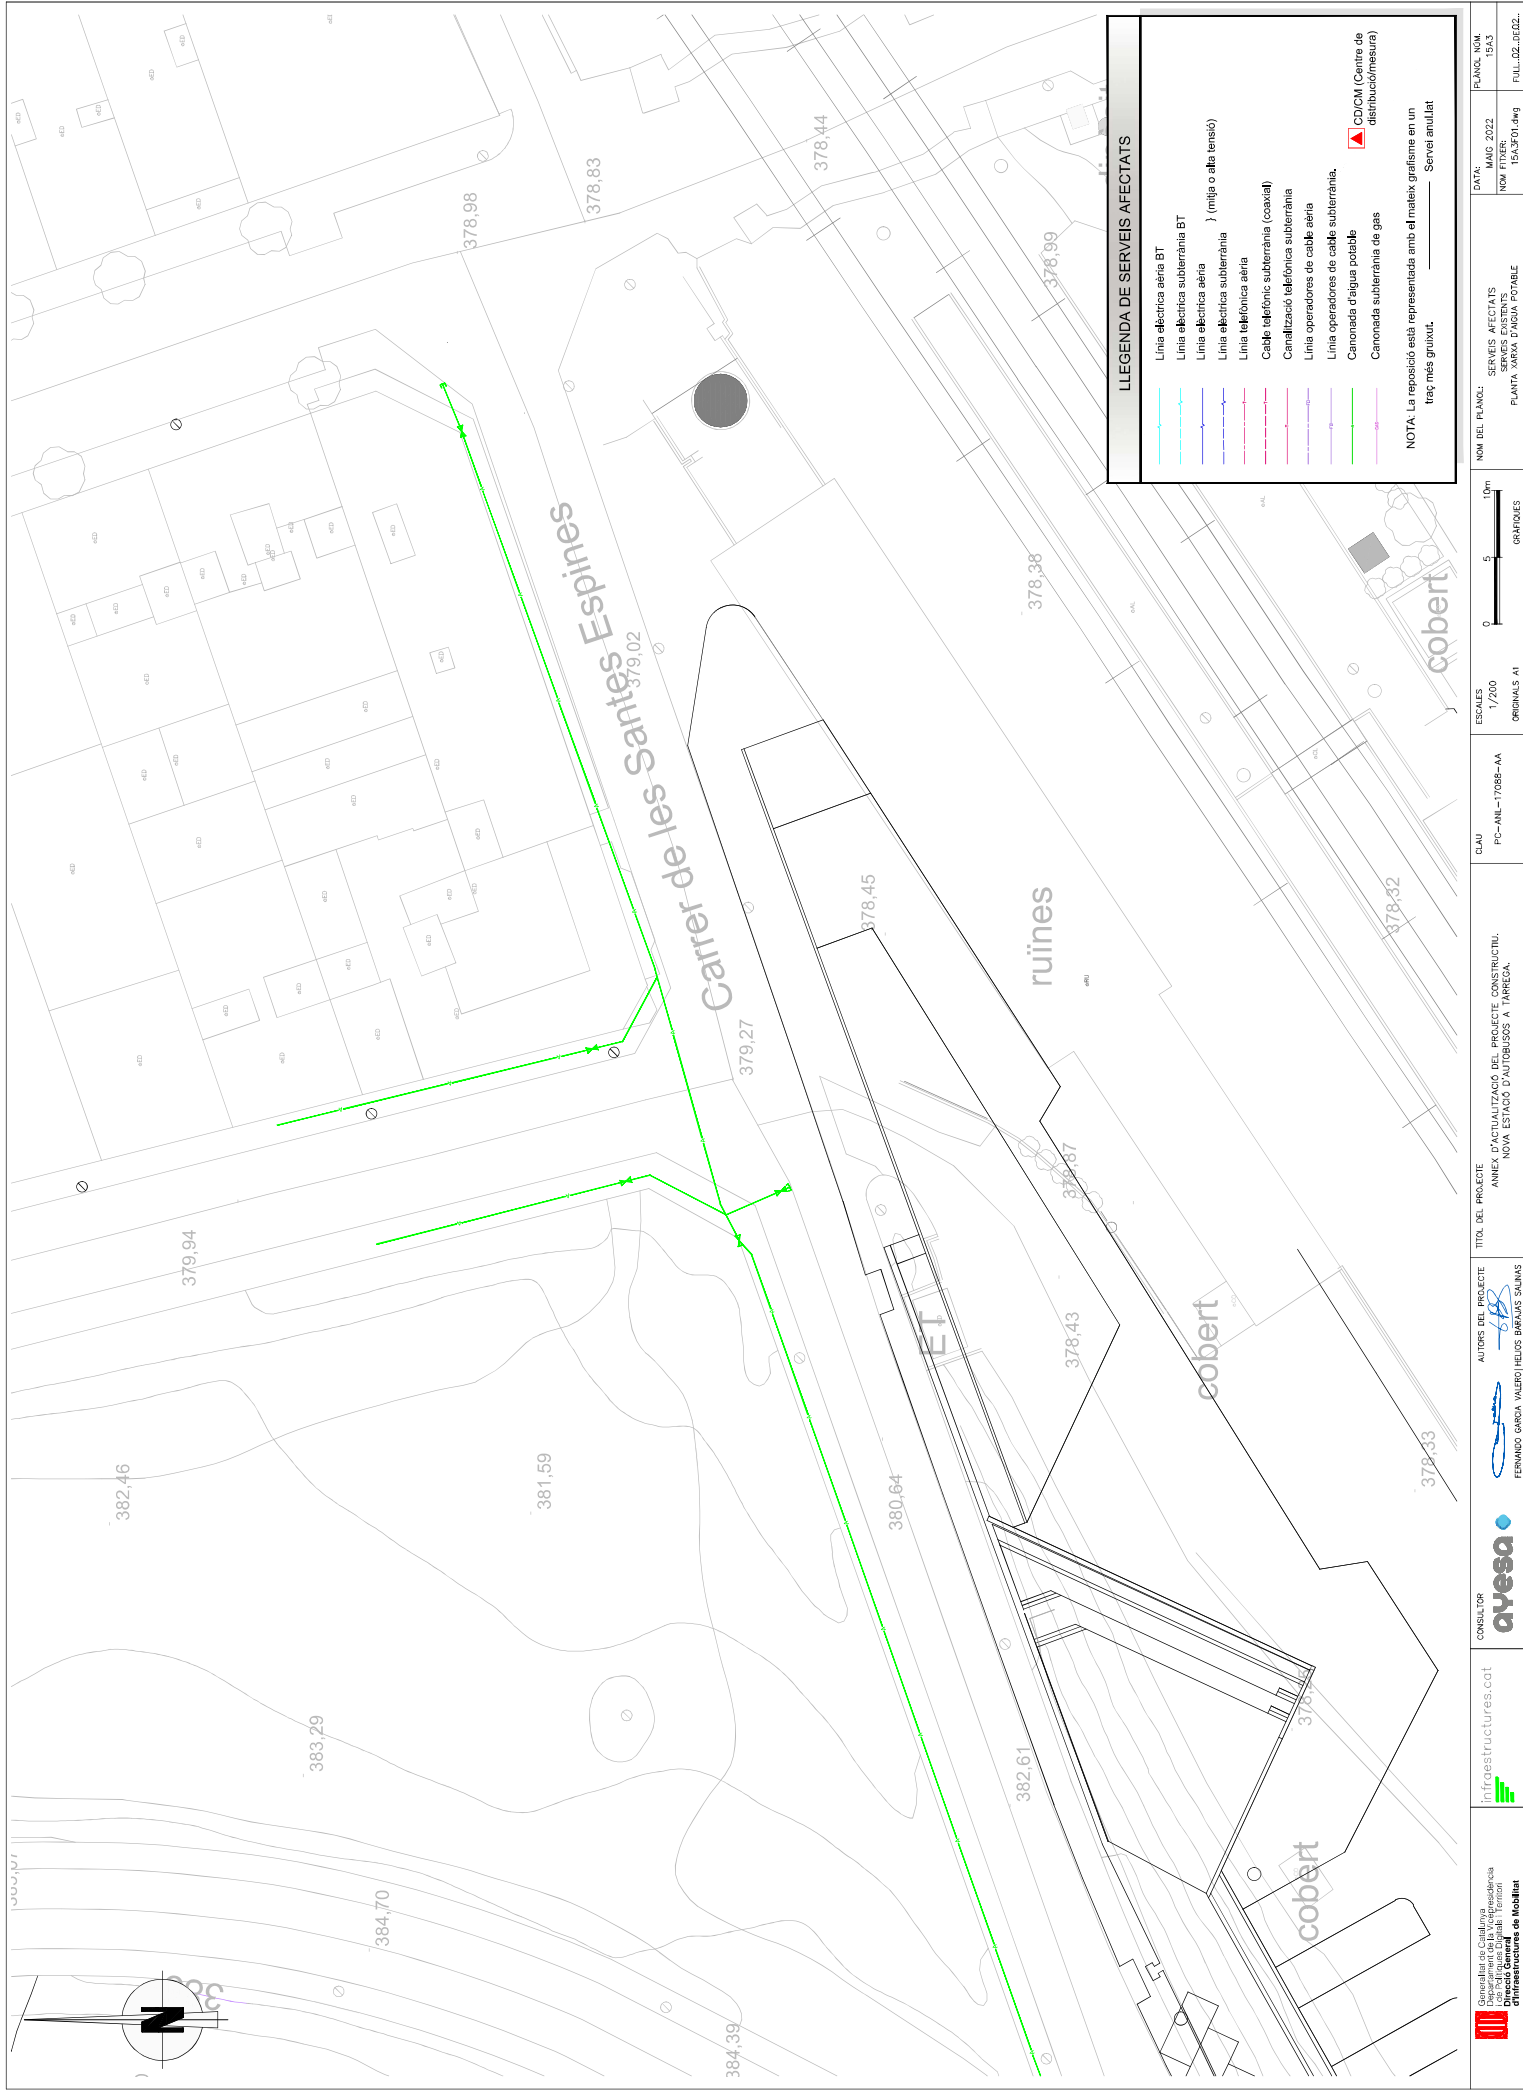 LLEGENDA DE SERVEIS AFECTATS
Línia elèctrica aèria BT
Línia elèctrica subterrània BT
Línia elèctrica aèria
} (mitja o alta tensió)
Línia elèctrica subterrània
Línia telefònica aèria
Cable telefònic subterrània (coaxial)
Canalització telefònica subterrània
Línia operadores de cable aèria
Línia operadores de cable subterrània.
Canonada d'aigua potable
Canonada subterrània de gas
CD/CM (Centre de
distribució/mesura)
NOTA: La reposició està representada amb el mateix grafisme en un
traç més gruixut.
Servei anul.lat
378,44
378,83
378,98
378,99
Carrer de les Santes Espines
379,02
378,38
cobert
378,45
378,32
ruïnes
379,27
378,87
379,94
ET
378,43
cobert
382,46
381,59
380,64
378,33
383,29
382,61
384,70
cobert
384,39
N
Generalitat de Catalunya
Departament de la Vicepresidència
i de Polítiques Digitals i Territori
Direcció General
d'Infraestructures de Mobilitat
infraestructures.cat
CONSULTOR
ayesa
AUTORS DEL PROJECTE
FERNANDO GARCIA VALERO
HELIOS BARAJAS SALINAS
TITOL DEL PROJECTE
ANNEX D'ACTUALITZACIÓ DEL PROJECTE CONSTRUCTIU.
NOVA ESTACIÓ D'AUTOBUSOS A TÀRREGA.
CLAU
PC-ANL-17088-AA
ESCALES
1/200
ORIGINALS A1
0 5 10m
GRÀFIQUES
NOM DEL PLÀNOL:
SERVEIS AFECTATS
SERVEIS EXISTENTS
PLANTA XARXA D'AIGUA POTABLE
DATA:
MAIG 2022
NOM FITXER:
15A3F01.dwg
PLÀNOL NÚM.
15A3
FULL..02..DE02..